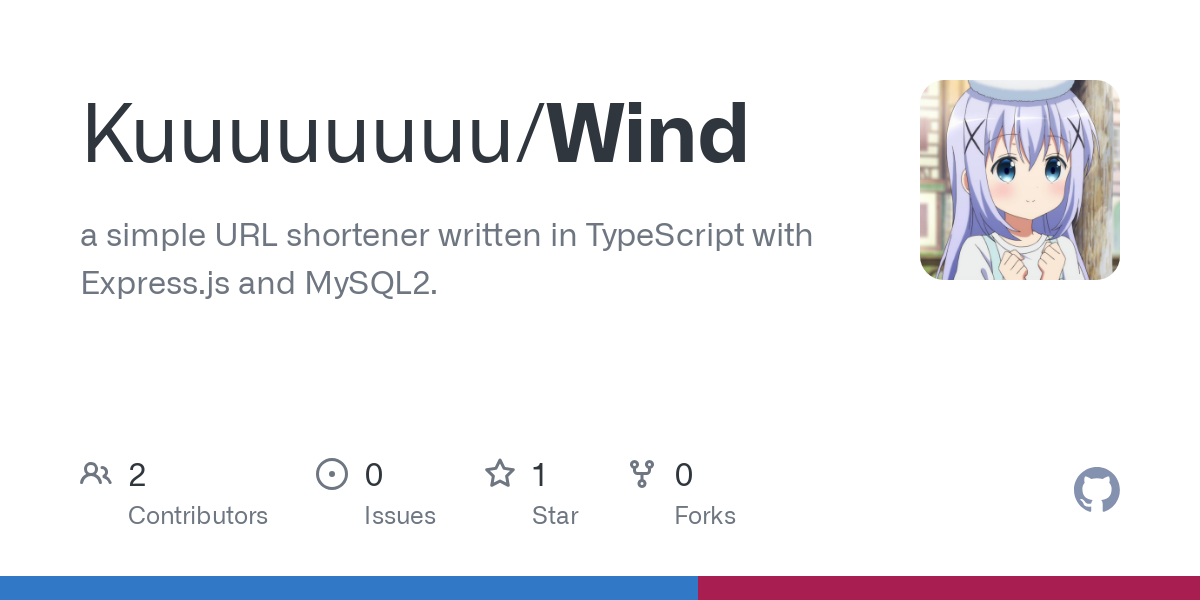 Kuuuuuuuu/Wind
a simple URL shortener written in TypeScript with
Express.js and MySQL2.
2
Contributors
0
Issues
1
Star
0
Forks